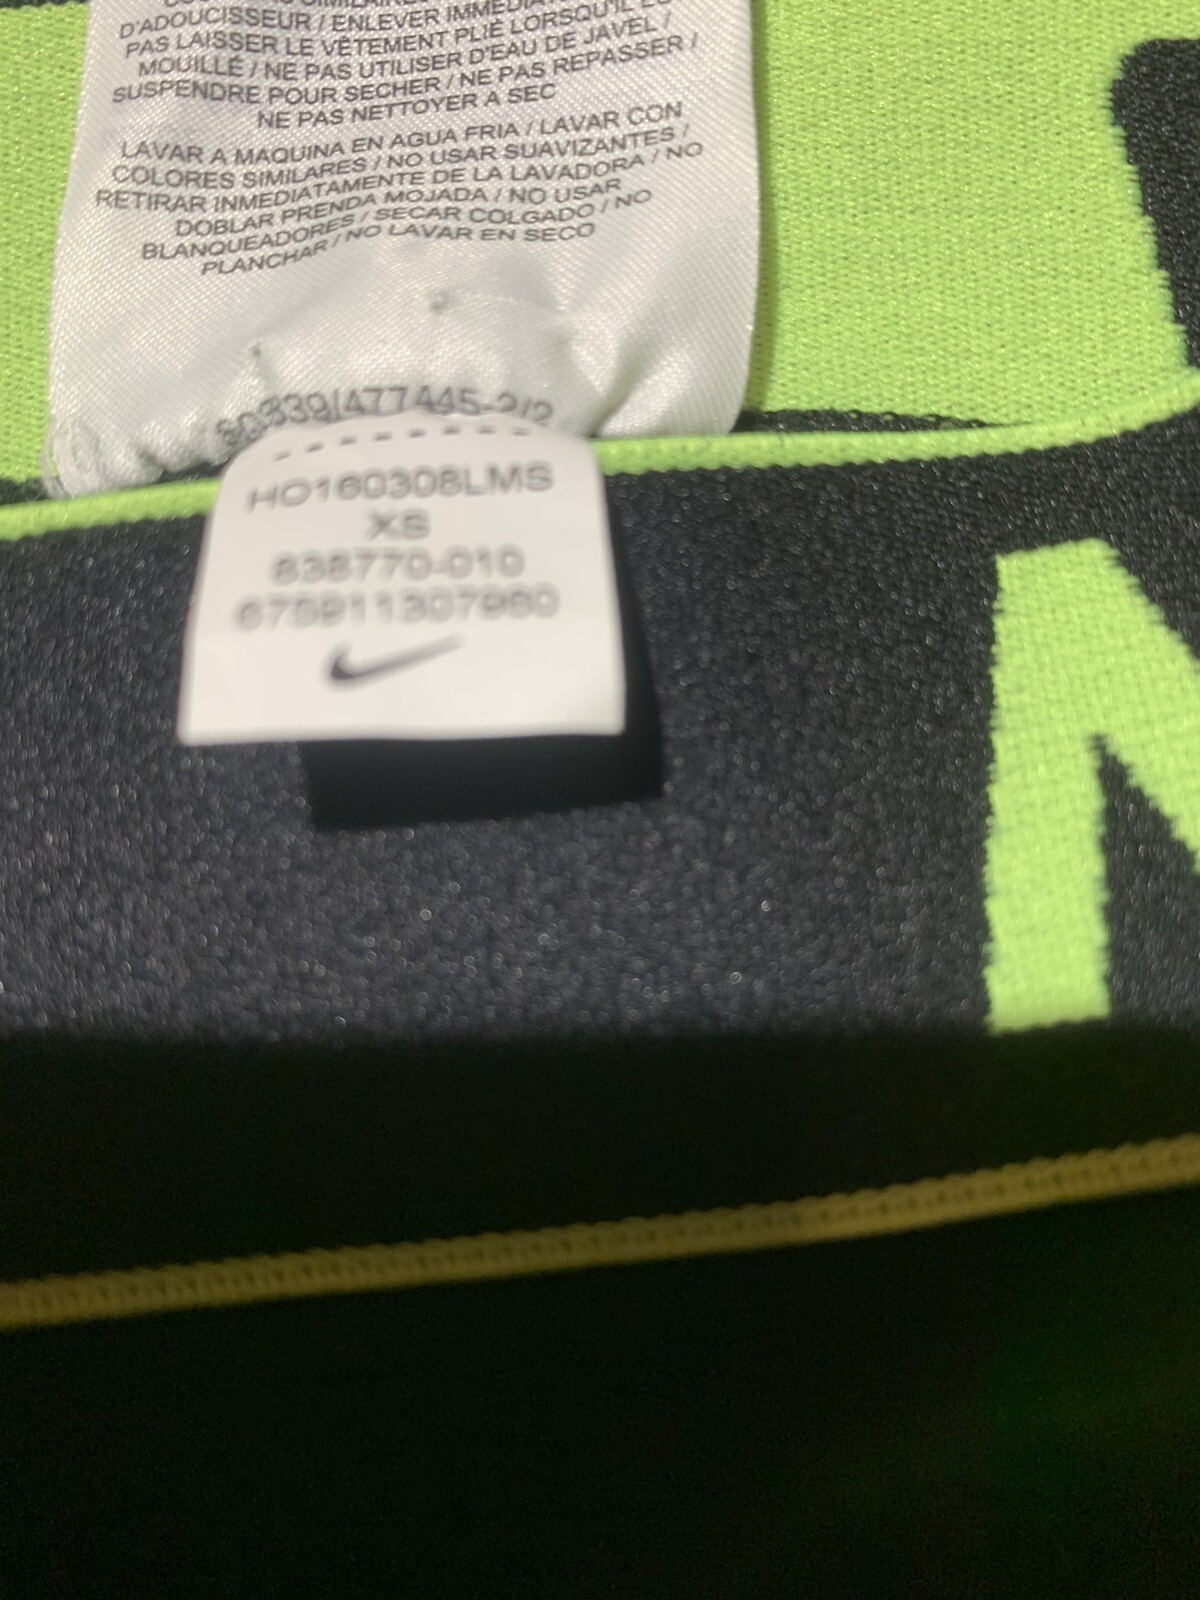 D'ADOUCISSEUR / ENLEVER
PAS LAISSER LE VÊTEMENT PLIÉ LORSQU'IL
MOUILLÉ / NE PAS UTILISER D'EAU DE JAVEL /
SUSPENDRE POUR SECHER / NE PAS REPASSER /
NE PAS NETTOYER A SEC
LAVAR A MAQUINA EN AGUA FRIA / LAVAR CON
COLORES SIMILARES / NO USAR SUAVIZANTES /
RETIRAR INMEDIATAMENTE DE LA LAVADORA / NO
DOBLAR PRENDA MOJADA / NO USAR
BLANQUEADORES / SECAR COLGADO / NO
PLANCHAR / NO LAVAR EN SECO
HO160308LMS
XS
838770-010